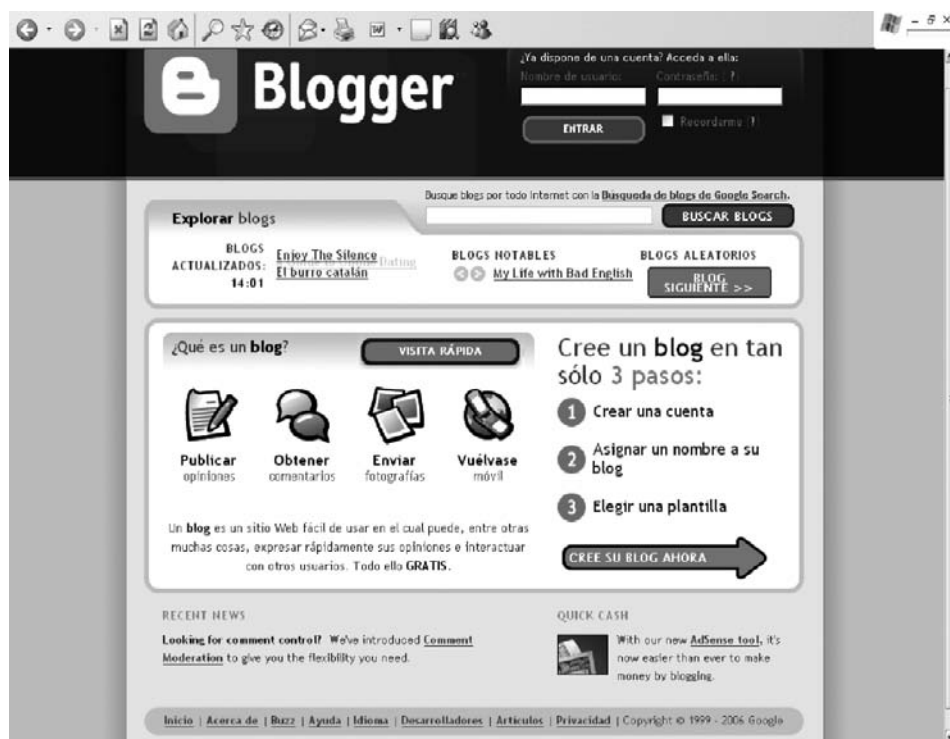 Blogger
¿Ya dispone de una cuenta? Acceda a ella:
Nombre de usuario: Contraseña: (?)
ENTRAR
Recordarme (?)
Busque blogs por todo Internet con la Búsqueda de blogs de Google Search.
Explorar blogs
BUSCAR BLOGS
BLOGS
ACTUALIZADOS:
14:01
Enjoy The Silence
Dating
El burro catalán
BLOGS NOTABLES
My Life with Bad English
BLOGS ALEATORIOS
BLOG
SIGUIENTE >>
¿Qué es un blog?
VISITA RÁPIDA
Publicar
opiniones
Obtener
comentarios
Enviar
fotografías
Vuélvase
móvil
Un blog es un sitio Web fácil de usar en el cual puede, entre otras
muchas cosas, expresar rápidamente sus opiniones e interactuar
con otros usuarios. Todo ello GRATIS.
Cree un blog en tan
sólo 3 pasos:
1 Crear una cuenta
2 Asignar un nombre a su
blog
3 Elegir una plantilla
CREE SU BLOG AHORA
RECENT NEWS
Looking for comment control? We've introduced Comment
Moderation to give you the flexibility you need.
QUICK CASH
With our new AdSense tool, it's
now easier than ever to make
money by blogging.
Inicio | Acerca de | Buzz | Ayuda | Idioma | Desarrolladores | Artículos | Privacidad | Copyright © 1999 - 2006 Google